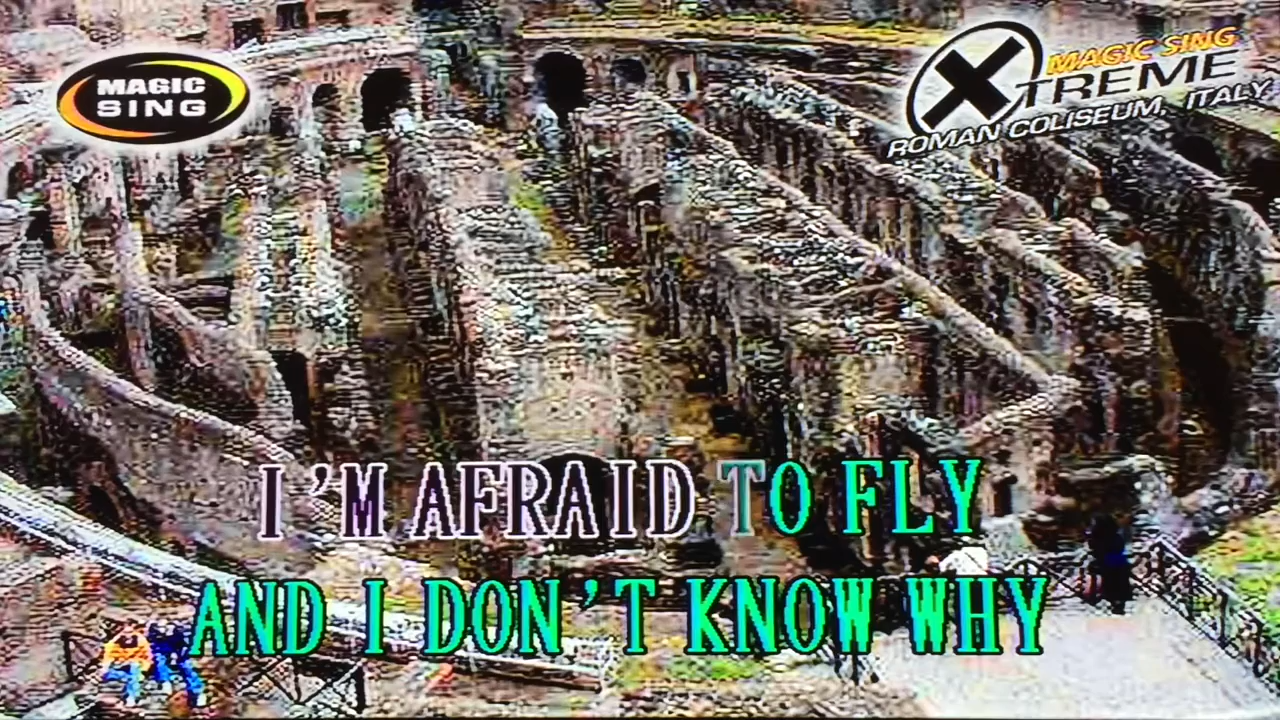 MAGIC
SING
MAGIC SING
XTREME
ROMAN COLISEUM, ITALY
I'M AFRAID TO FLY
AND I DON'T KNOW WHY